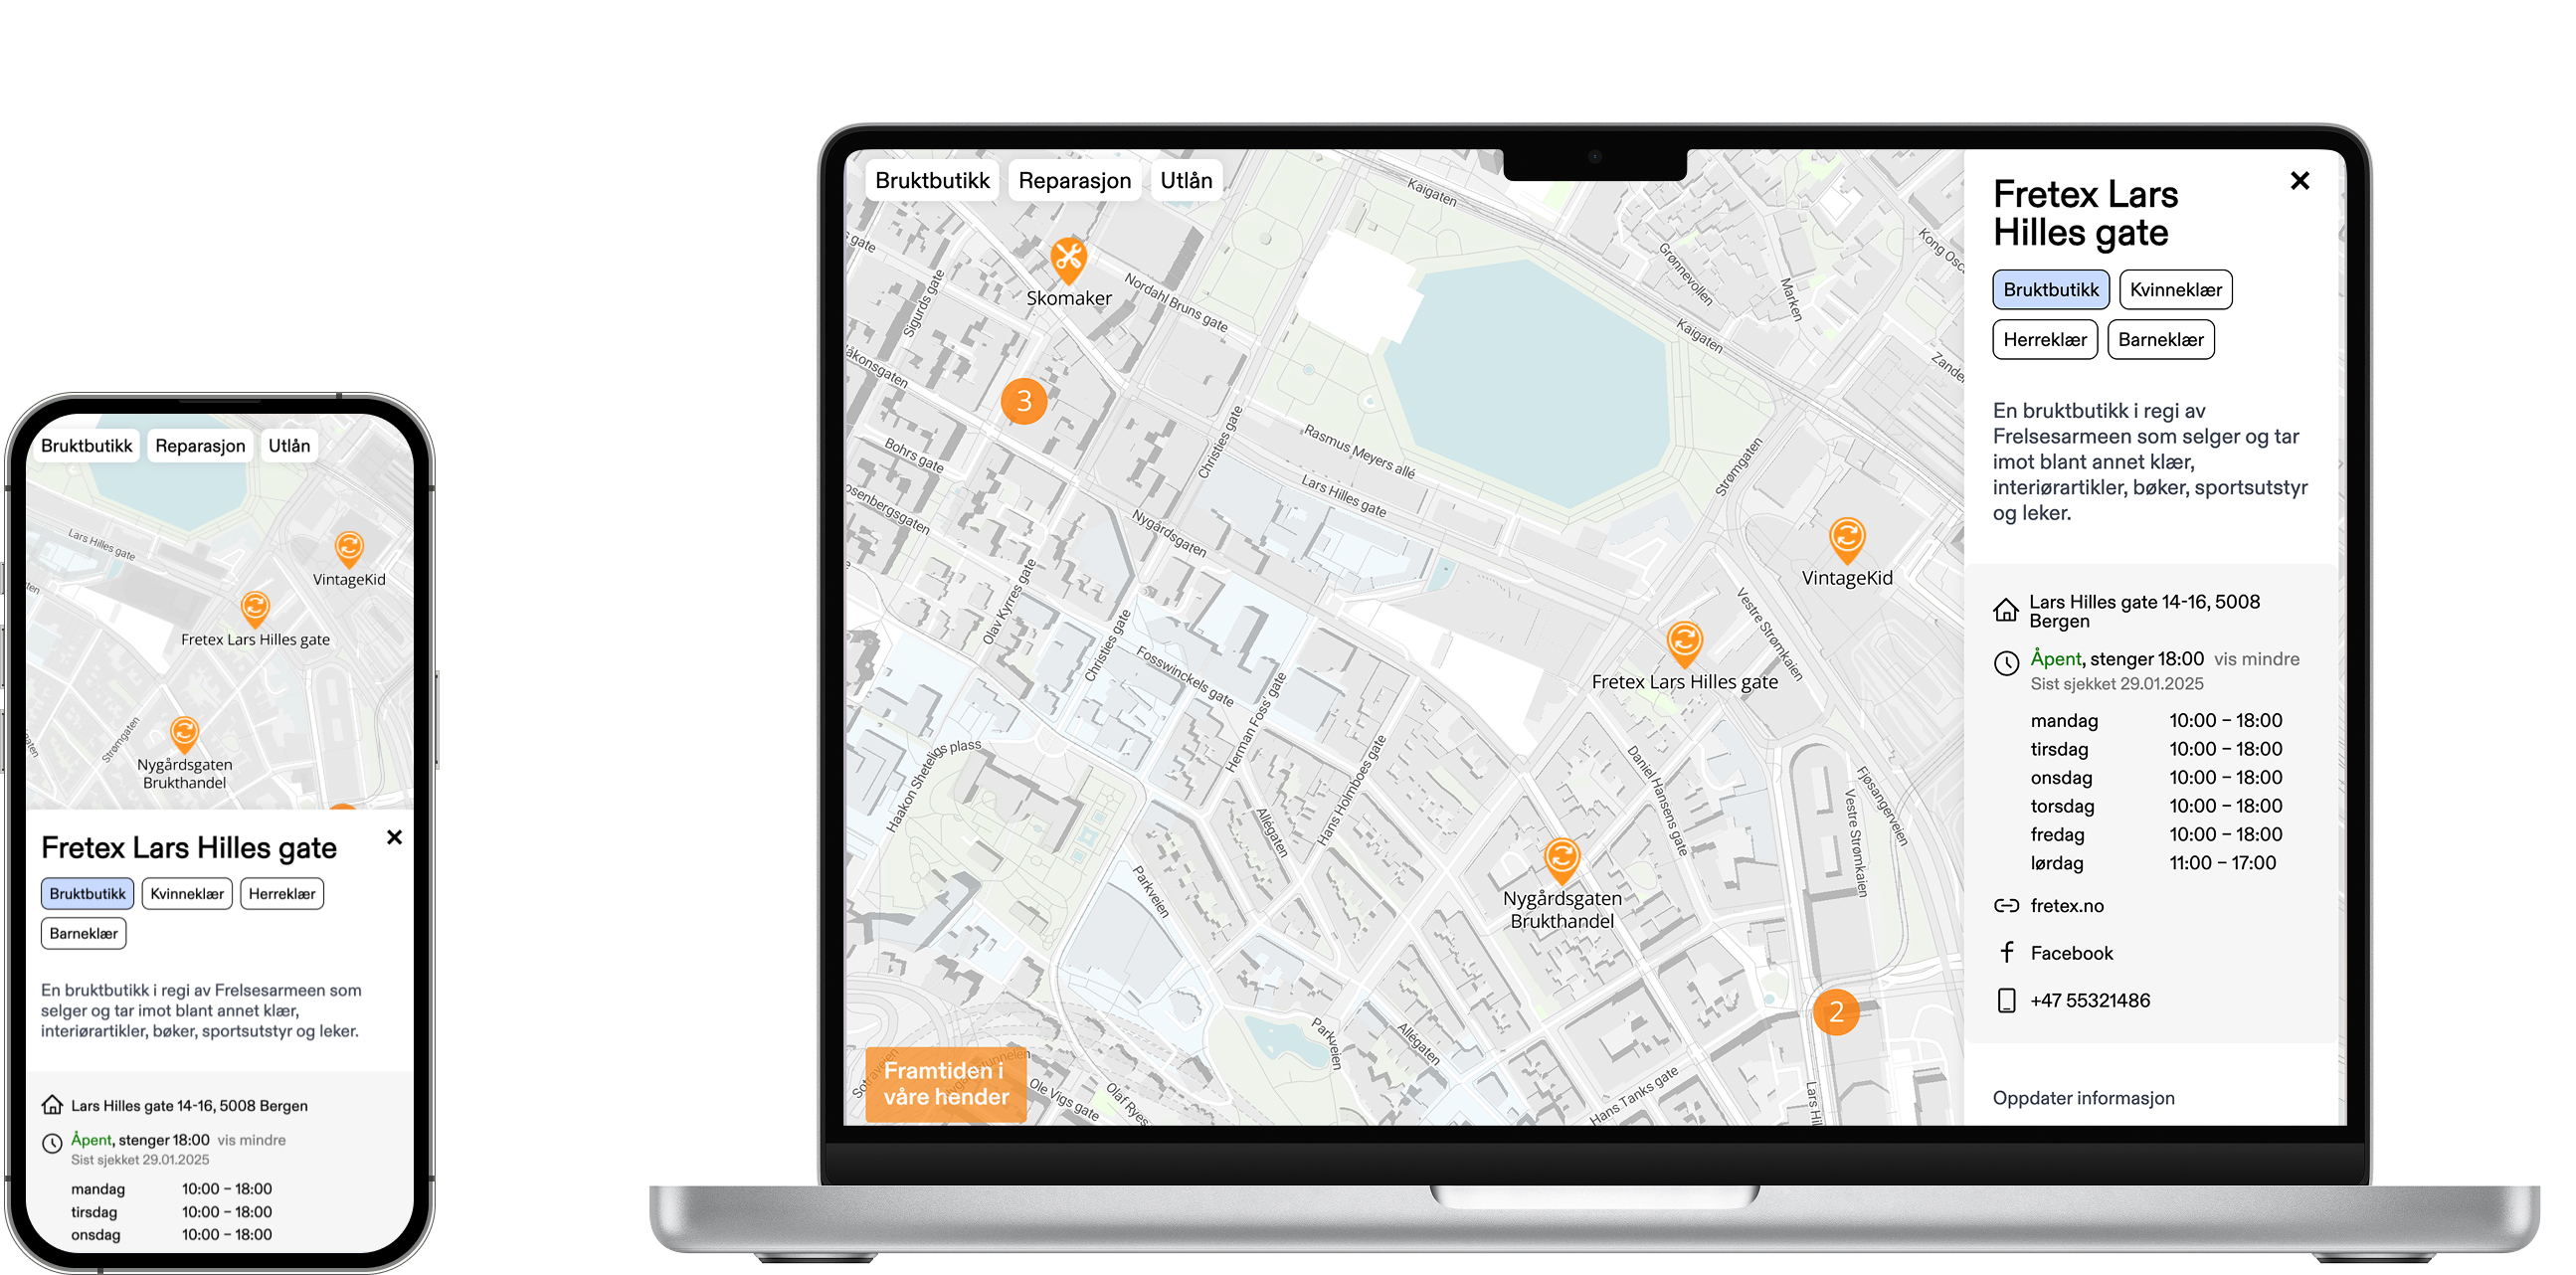 Bruktbutikk
Reparasjon
Utlån
Lars Hilles gate
VintageKid
Fretex Lars Hilles gate
Strømgaten
Nygårdsgaten
Brukthandel
Fretex Lars Hilles gate
Bruktbutikk
Kvinneklær
Herreklær
Barneklær
En bruktbutikk i regi av Frelsesarmeen som
selger og tar imot blant annet klær,
interiørartikler, bøker, sportsutstyr og leker.
Lars Hilles gate 14-16, 5008 Bergen
Åpent, stenger 18:00 vis mindre
Sist sjekket 29.01.2025
mandag 10:00 – 18:00
tirsdag 10:00 – 18:00
onsdag 10:00 – 18:00
Bruktbutikk
Reparasjon
Utlån
Kaigaten
s gate
Skomaker
Nordahl Bruns gate
Sigurds gate
Grønnevollen
Marken
Kaigaten
Kong Osc
Zande
åkonsgaten
3
Bohrs gate
Christies gate
Rasmus Meyers allé
Lars Hilles gate
Strømgaten
osenbergsgaten
Nygårdsgaten
VintageKid
Olav Kyrres gate
Christies gate
Fosswinckels gate
Vestre Strømkaien
Fretex Lars Hilles gate
Herman Foss' gate
Haakon Sheteligs plass
Hans Holmboes gate
Allégaten
Daniel Hansens gate
Fjøsangerveien
Vestre Strømkaien
Parkveien
Nygårdsgaten
Brukthandel
2
Parkveien
Allégaten
Framtiden i
våre hender
Ole Vigs gate
Olaf Ryes
Hans Tanks gate
Lars Hil
Fretex Lars
Hilles gate
Bruktbutikk
Kvinneklær
Herreklær
Barneklær
En bruktbutikk i regi av
Frelsesarmeen som selger og tar
imot blant annet klær,
interiørartikler, bøker, sportsutstyr
og leker.
Lars Hilles gate 14-16, 5008
Bergen
Åpent, stenger 18:00 vis mindre
Sist sjekket 29.01.2025
mandag 10:00 – 18:00
tirsdag 10:00 – 18:00
onsdag 10:00 – 18:00
torsdag 10:00 – 18:00
fredag 10:00 – 18:00
lørdag 11:00 – 17:00
fretex.no
Facebook
+47 55321486
Oppdater informasjon